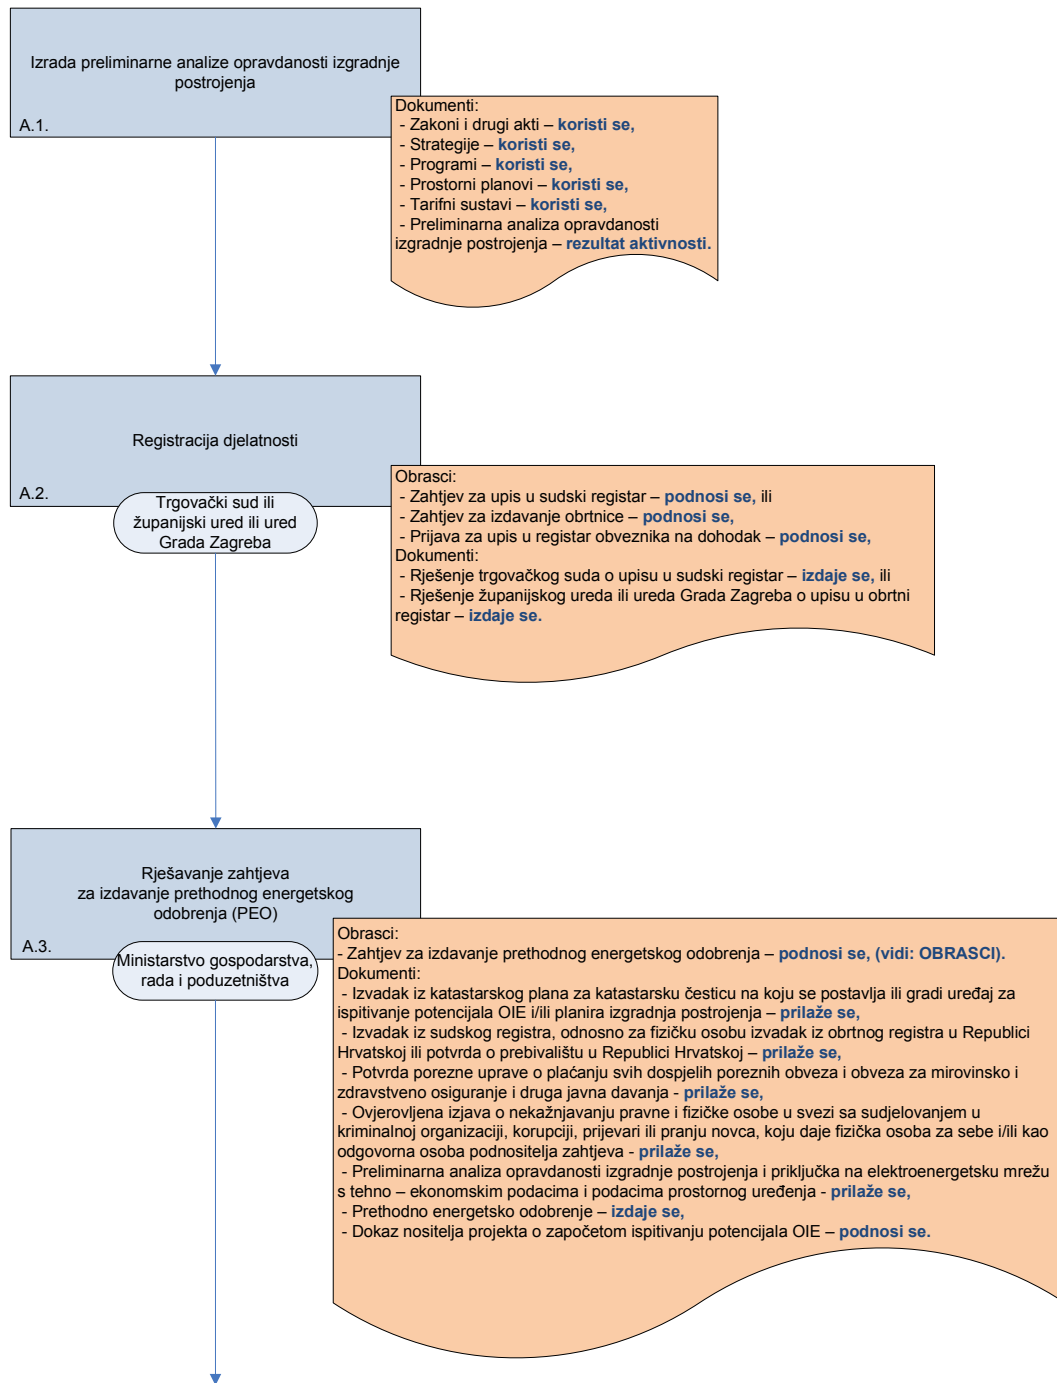 Izrada preliminarne analize opravdanosti izgradnje
postrojenja
A.1.
Dokumenti:
- Zakoni i drugi akti – koristi se,
- Strategije – koristi se,
- Programi – koristi se,
- Prostorni planovi – koristi se,
- Tarifni sustavi – koristi se,
- Preliminarna analiza opravdanosti
izgradnje postrojenja – rezultat aktivnosti.
Registracija djelatnosti
A.2.
Trgovački sud ili
županijski ured ili ured
Grada Zagreba
Obrasci:
- Zahtjev za upis u sudski registar – podnosi se, ili
- Zahtjev za izdavanje obrtnice – podnosi se,
- Prijava za upis u registar obveznika na dohodak – podnosi se,
Dokumenti:
- Rješenje trgovačkog suda o upisu u sudski registar – izdaje se, ili
- Rješenje županijskog ureda ili ureda Grada Zagreba o upisu u obrtni
registar – izdaje se.
Rješavanje zahtjeva
za izdavanje prethodnog energetskog
odobrenja (PEO)
A.3.
Ministarstvo gospodarstva,
rada i poduzetništva
Obrasci:
- Zahtjev za izdavanje prethodnog energetskog odobrenja – podnosi se, (vidi: OBRASCI).
Dokumenti:
- Izvadak iz katastarskog plana za katastarsku česticu na koju se postavlja ili gradi uređaj za
ispitivanje potencijala OIE i/ili planira izgradnja postrojenja – prilaže se,
- Izvadak iz sudskog registra, odnosno za fizičku osobu izvadak iz obrtnog registra u Republici
Hrvatskoj ili potvrda o prebivalištu u Republici Hrvatskoj – prilaže se,
- Potvrda porezne uprave o plaćanju svih dospjelih poreznih obveza i obveza za mirovinsko i
zdravstveno osiguranje i druga javna davanja - prilaže se,
- Ovjerovljena izjava o nekažnjavanju pravne i fizičke osobe u svezi sa sudjelovanjem u
kriminalnoj organizaciji, korupciji, prijevari ili pranju novca, koju daje fizička osoba za sebe i/ili kao
odgovorna osoba podnositelja zahtjeva - prilaže se,
- Preliminarna analiza opravdanosti izgradnje postrojenja i priključka na elektroenergetsku mrežu
s tehno – ekonomskim podacima i podacima prostornog uređenja - prilaže se,
- Prethodno energetsko odobrenje – izdaje se,
- Dokaz nositelja projekta o započetom ispitivanju potencijala OIE – podnosi se.